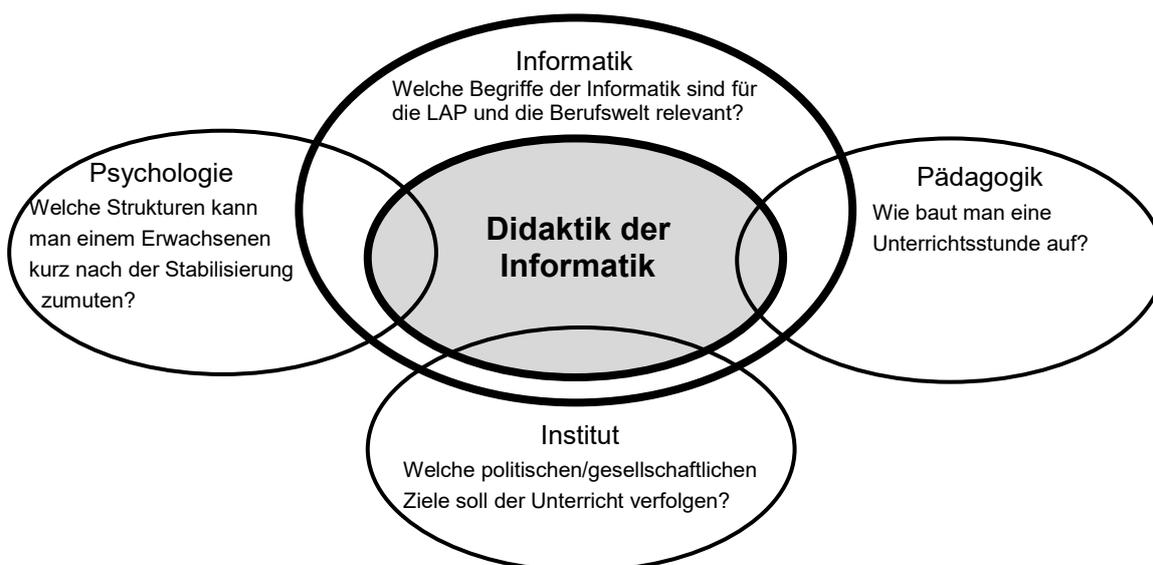 Informatik
Welche Begriffe der Informatik sind für
die LAP und die Berufswelt relevant?
Psychologie
Welche Strukturen kann
man einem Erwachsenen
kurz nach der Stabilisierung
zumuten?
Didaktik der
Informatik
Pädagogik
Wie baut man eine
Unterrichtsstunde auf?
Institut
Welche politischen/gesellschaftlichen
Ziele soll der Unterricht verfolgen?